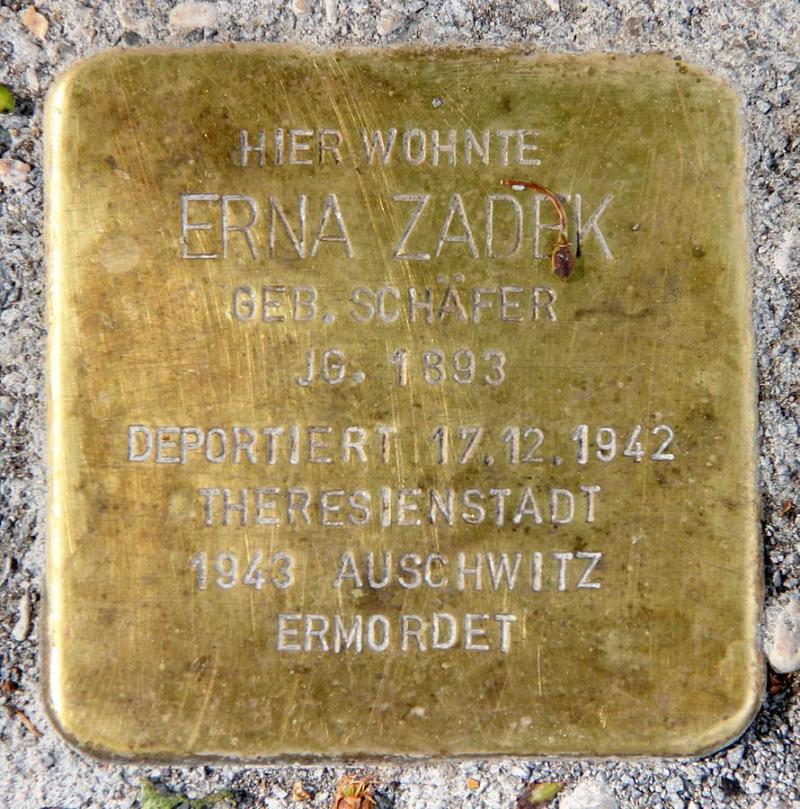 HIER WOHNTE
ERNA ZADEK
GEB. SCHÄFER
JG. 1893
DEPORTIERT 17.12.1942
THERESIENSTADT
1943 AUSCHWITZ
ERMORDET